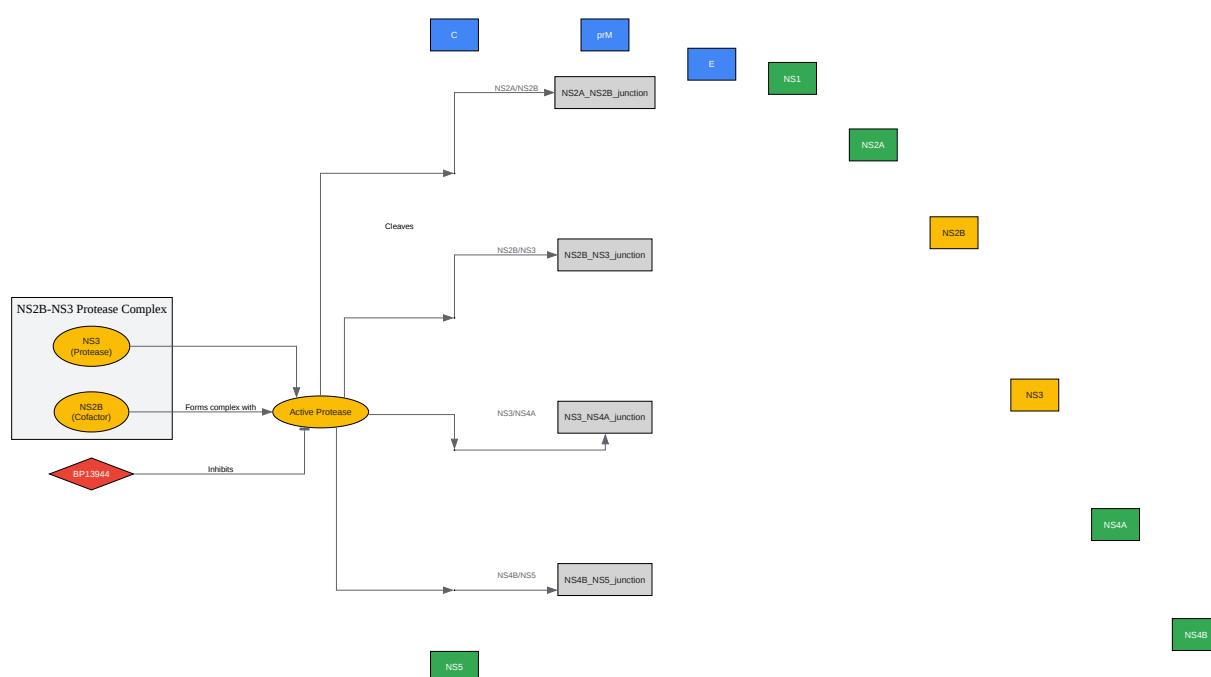 C
prM
E
NS1
NS2A/NS2B
NS2A_NS2B_junction
NS2A
Cleaves
NS2B
NS2B/NS3
NS2B_NS3_junction
NS2B-NS3 Protease Complex
NS3
(Protease)
NS2B
(Cofactor)
Forms complex with
Active Protease
NS3/NS4A
NS3_NS4A_junction
NS3
BP13944
Inhibits
NS4A
NS4B/NS5
NS4B_NS5_junction
NS4B
NS5